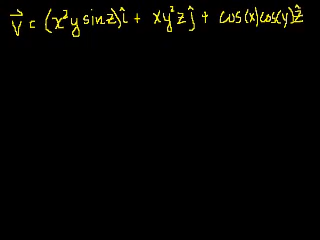 v⃗ = (x²y sin z) î + xy²z ĵ + cos(x) cos(y) ẑ